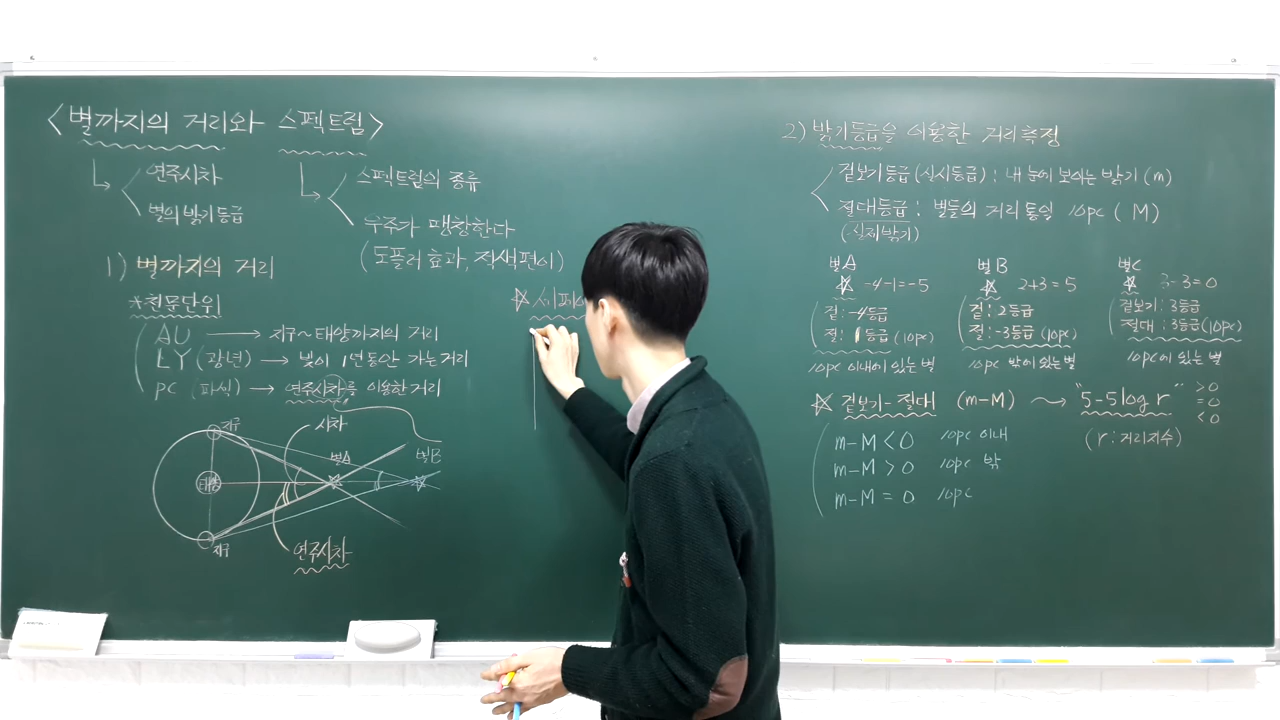 <별까지의 거리와 스펙트럼>
연주시차
별의 밝기등급
스펙트럼의 종류
우주가 팽창한다
(도플러 효과, 적색편이)
1) 별까지의 거리
*천문단위
AU → 지구~태양까지의 거리
LY (광년) → 빛이 1년동안 가는 거리
pc (파섹) → 연주시차를 이용한 거리
지구
시차
별A
별B
태양
지구
연주시차
☆ 세페이
2) 밝기등급을 이용한 거리측정
겉보기등급(실시등급) : 내 눈에 보이는 밝기 (m)
절대등급 : 별들의 거리 통일 10pc ( M )
(실제밝기)
별A
☆ -4-1=-5
겉: -4등급
절: 1등급 (10pc)
10pc 이내에 있는 별
별B
☆ 2+3=5
겉: 2등급
절: -3등급 (10pc)
10pc 밖에 있는 별
별C
☆ 3-3=0
겉보기: 3등급
절대 : 3등급(10pc)
10pc에 있는 별
☆ 겉보기-절대 (m-M) → "5-5log r" >0
=0
<0
(r:거리지수)
m-M < 0 10pc 이내
m-M > 0 10pc 밖
m-M = 0 10pc